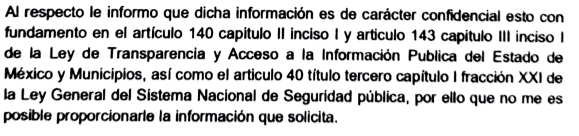 Al respecto le informo que dicha información es de carácter confidencial esto con
fundamento en el artículo 140 capitulo II inciso I y articulo 143 capitulo III inciso I
de la Ley de Transparencia y Acceso a la Información Publica del Estado de
México y Municipios, así como el articulo 40 título tercero capítulo I fracción XXI de
la Ley General del Sistema Nacional de Seguridad pública, por ello que no me es
posible proporcionarle la información que solicita.